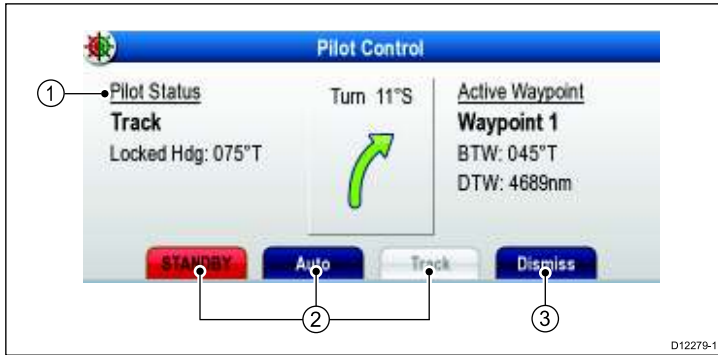 Pilot Control
1
Pilot Status
Track
Locked Hdg: 075°T
Turn 11°S
Active Waypoint
Waypoint 1
BTW: 045°T
DTW: 4689nm
STANDBY
Auto
Track
Dismiss
2
3
D12279-1